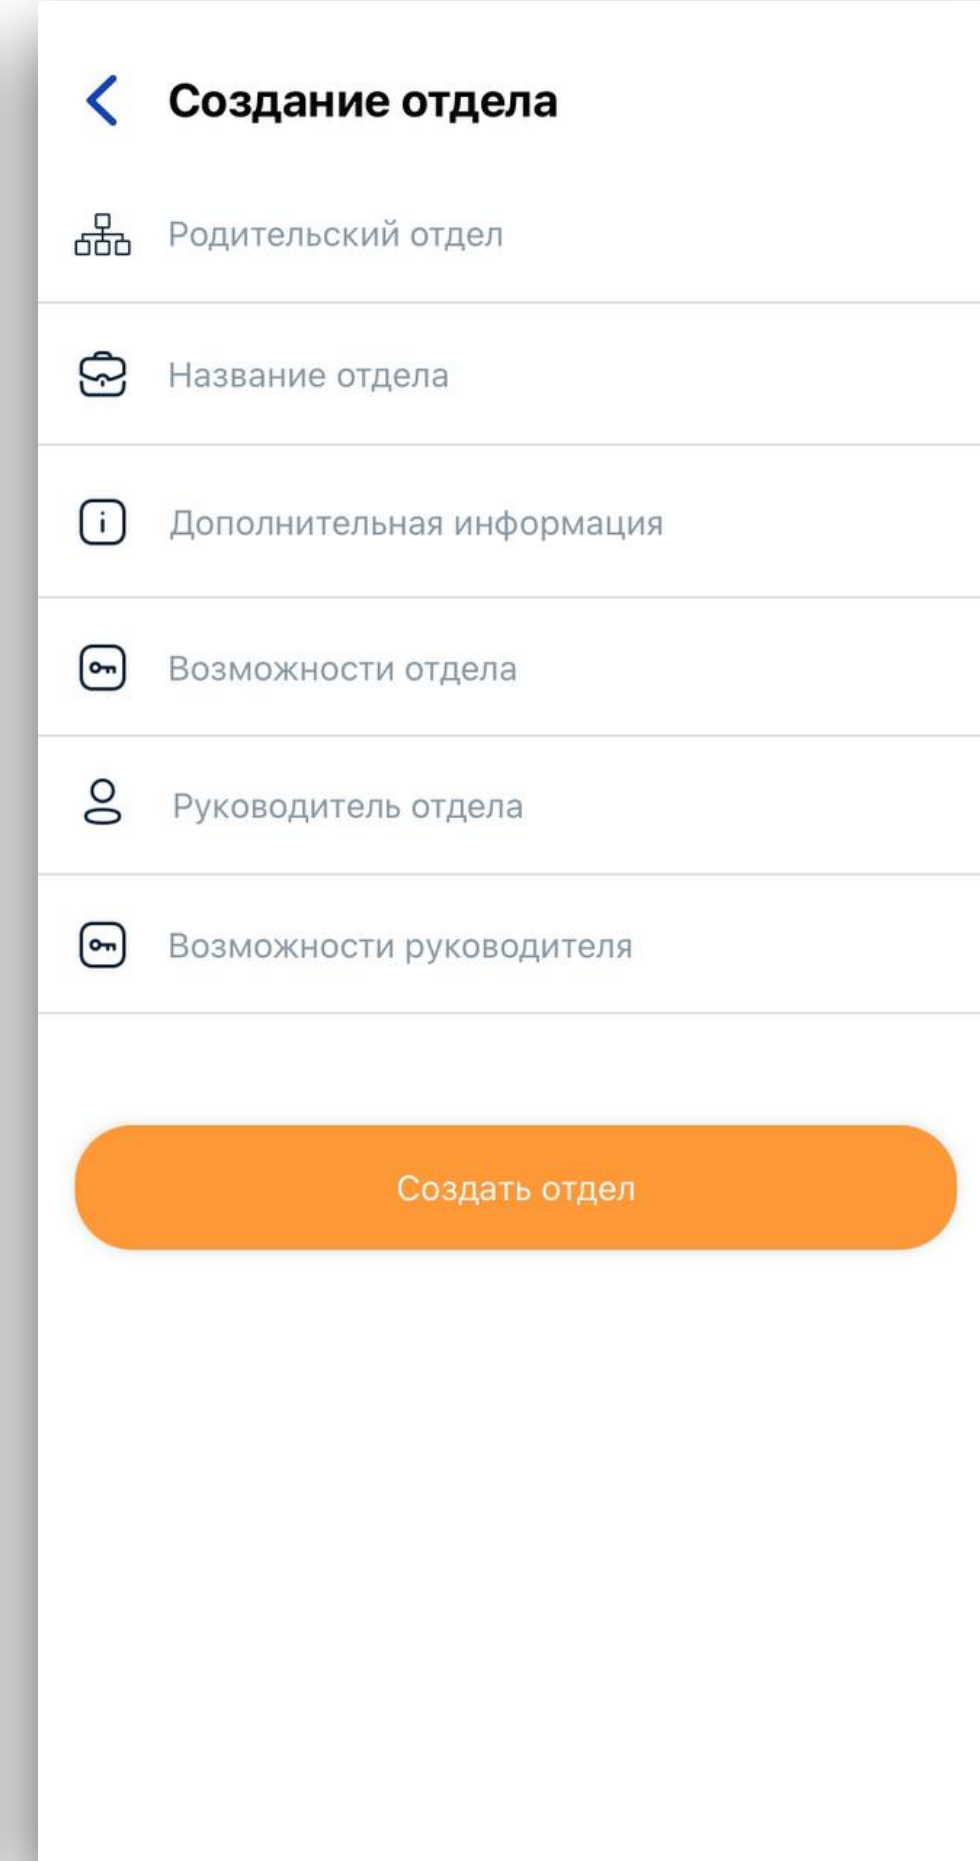 Создание отдела
Родительский отдел
Название отдела
Дополнительная информация
Возможности отдела
Руководитель отдела
Возможности руководителя
Создать отдел